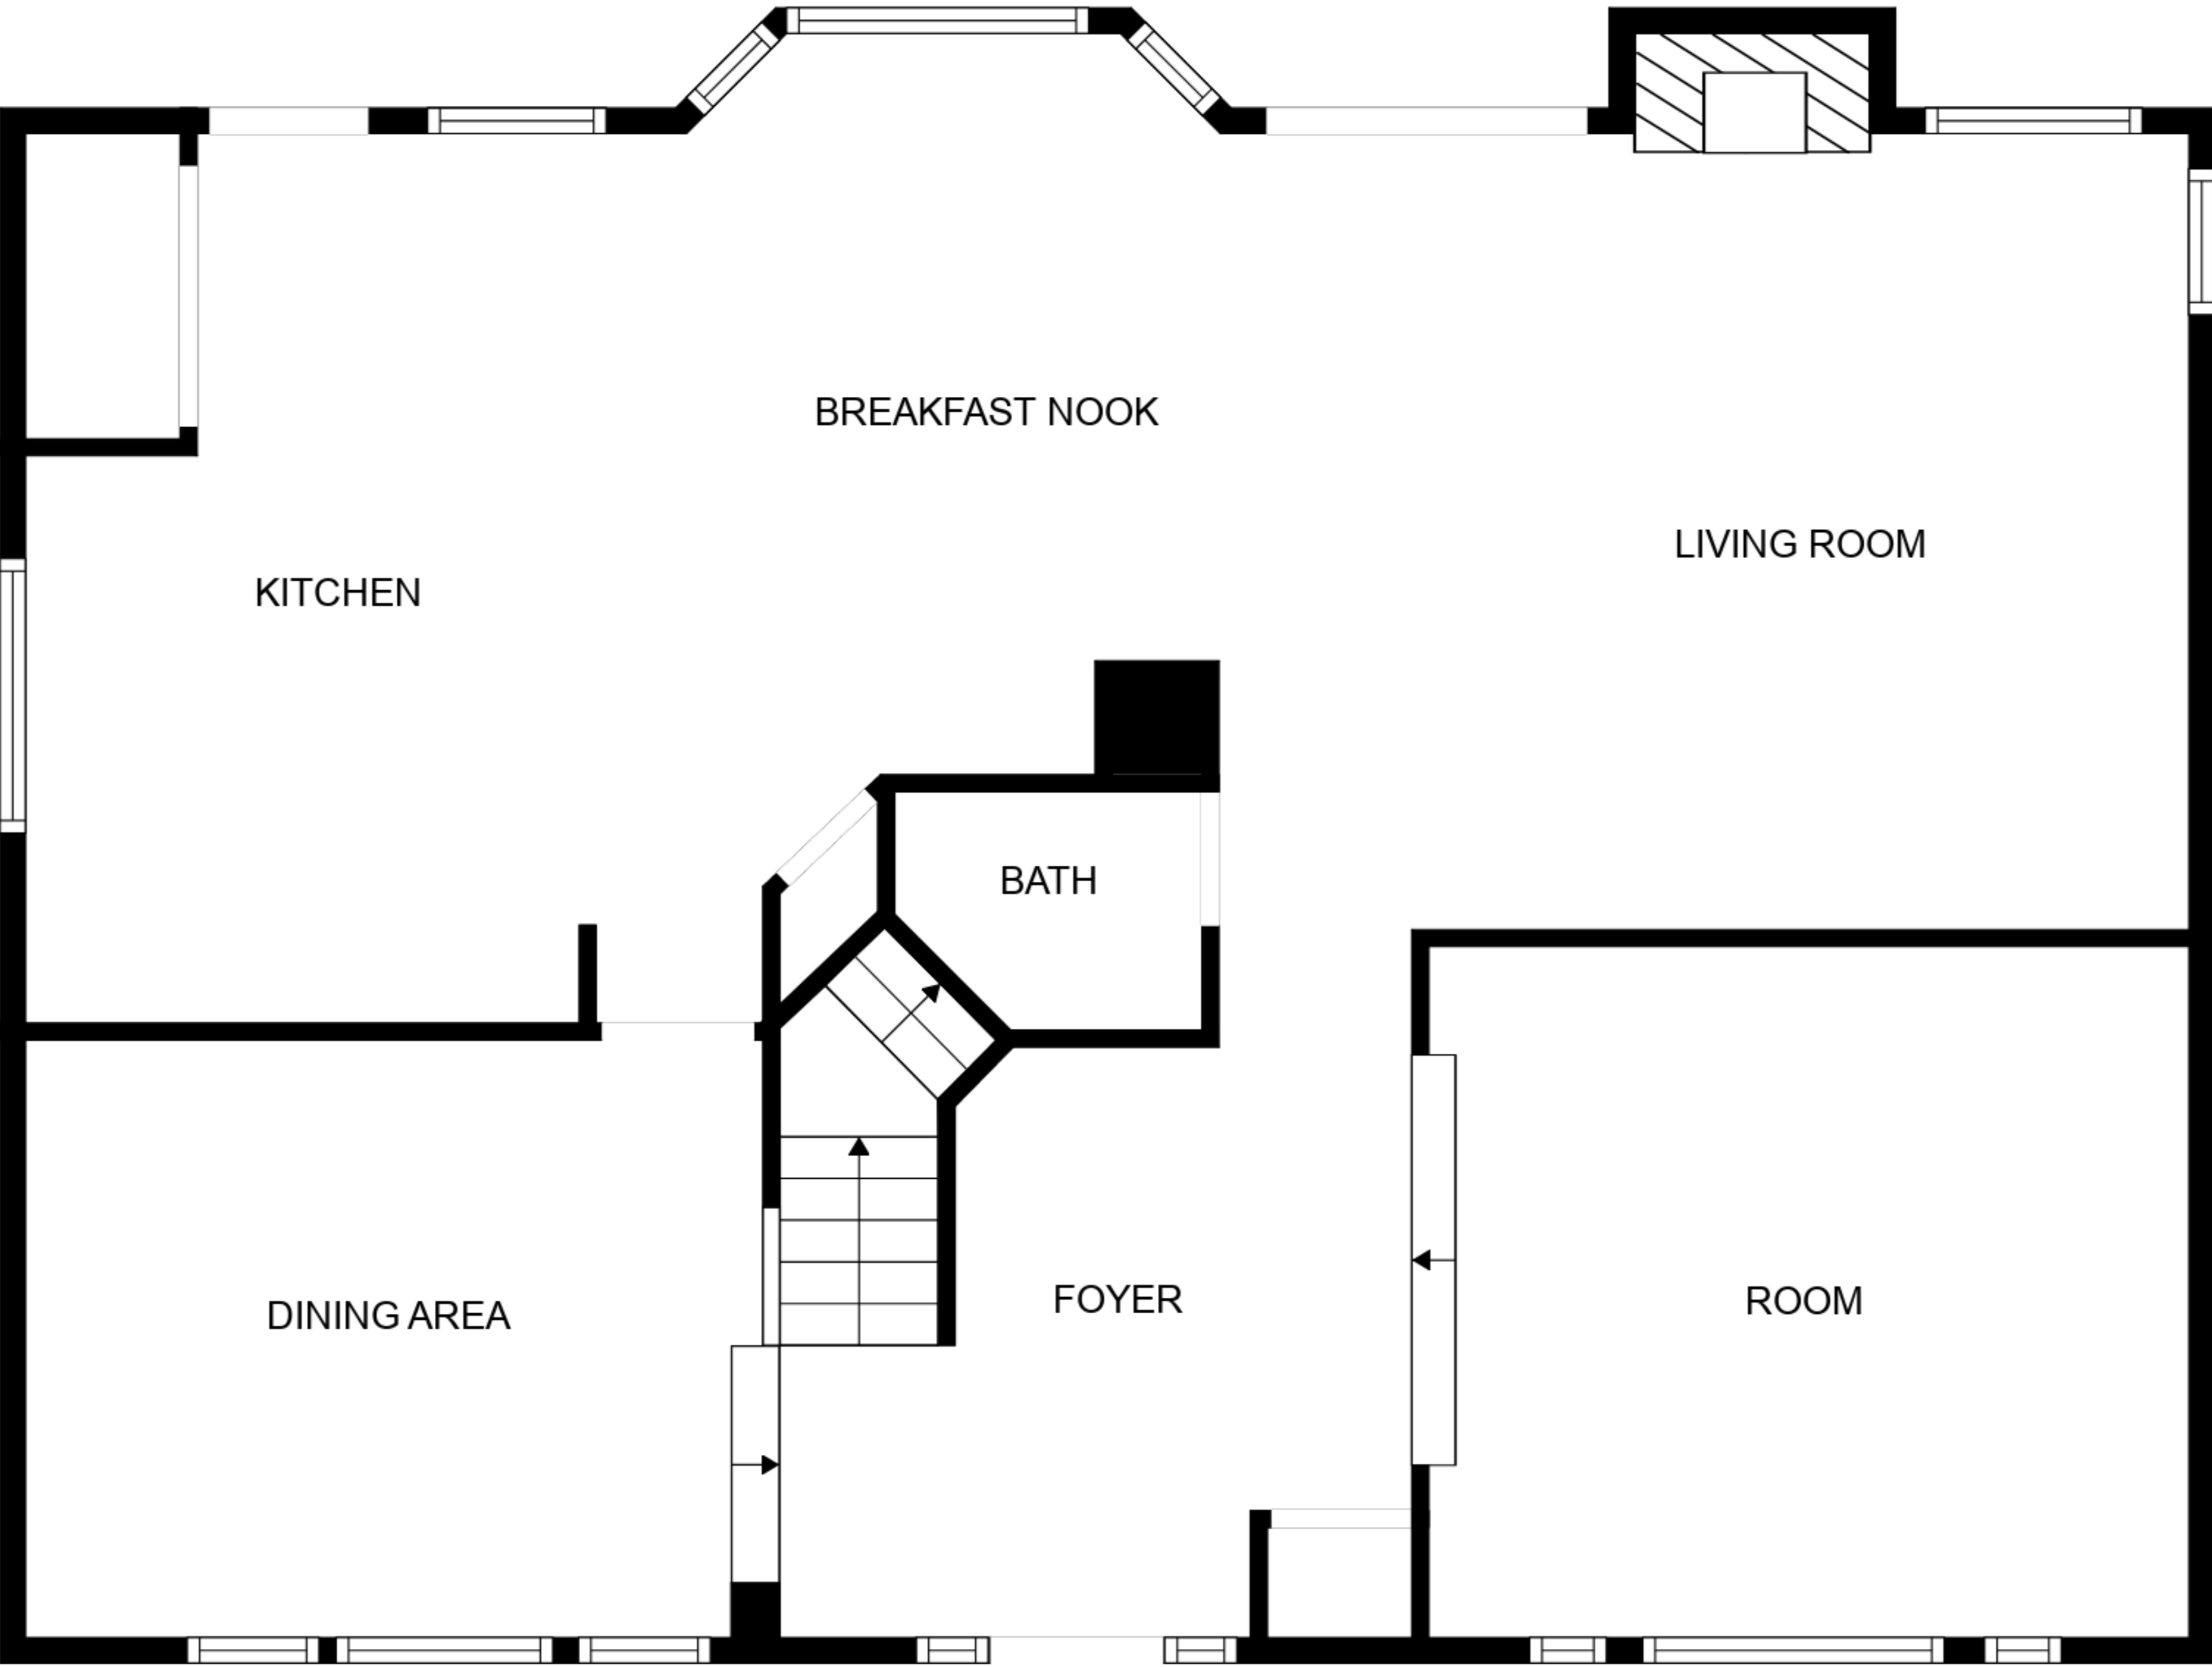 BREAKFAST NOOK
LIVING ROOM
KITCHEN
BATH
FOYER
ROOM
DINING AREA